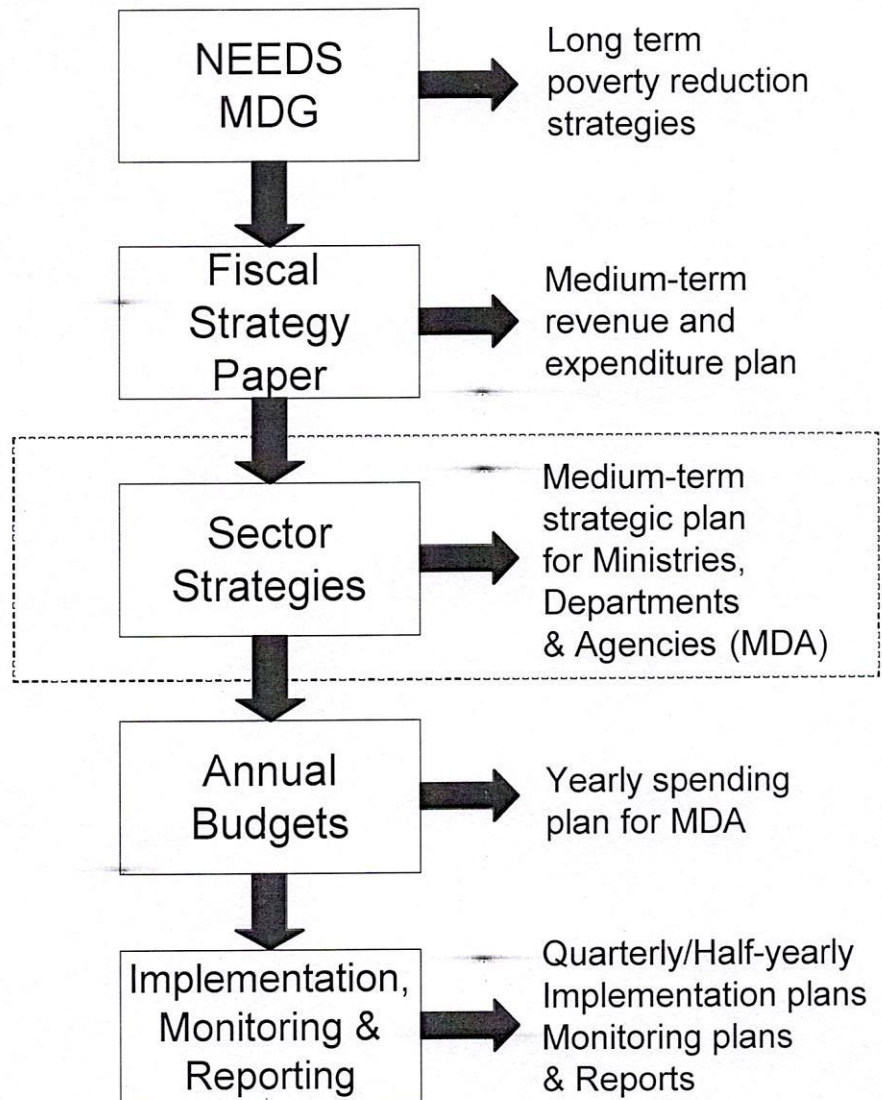 NEEDS
MDG
Long term
poverty reduction
strategies
Fiscal
Strategy
Paper
Medium-term
revenue and
expenditure plan
Sector
Strategies
Medium-term
strategic plan
for Ministries,
Departments
& Agencies (MDA)
Annual
Budgets
Yearly spending
plan for MDA
Implementation,
Monitoring &
Reporting
Quarterly/Half-yearly
Implementation plans
Monitoring plans
& Reports